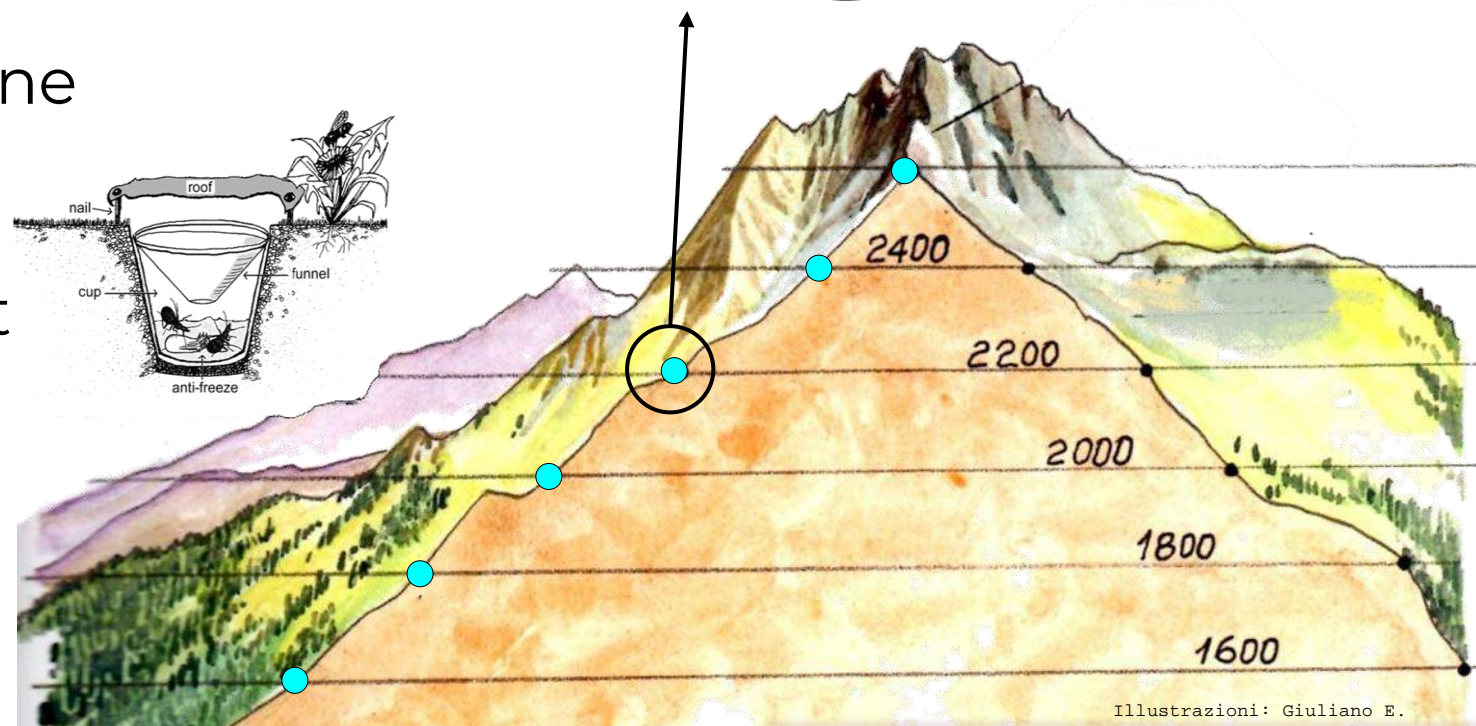 ne
t
roof
nail
funnel
cup
anti-freeze
2400
2200
2000
1800
1600
Illustrazioni: Giuliano E.